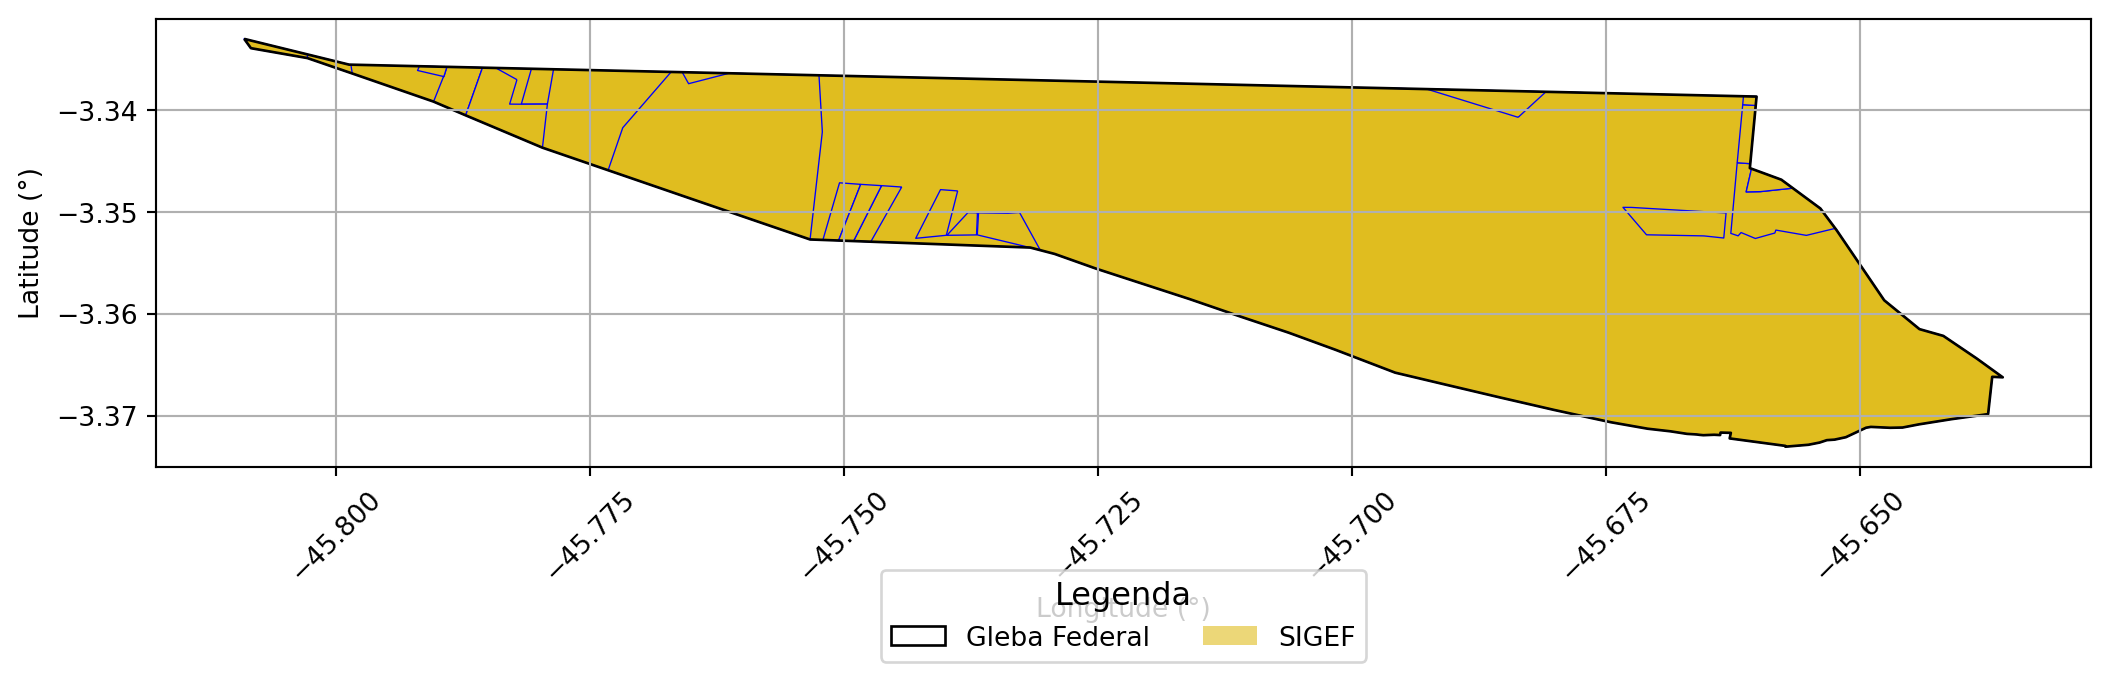 Latitude (°)
−3.34
−3.35
−3.36
−3.37
−45.800
−45.775
−45.750
−45.725
−45.700
−45.675
−45.650
Longitude (°)
Legenda
Gleba Federal
SIGEF